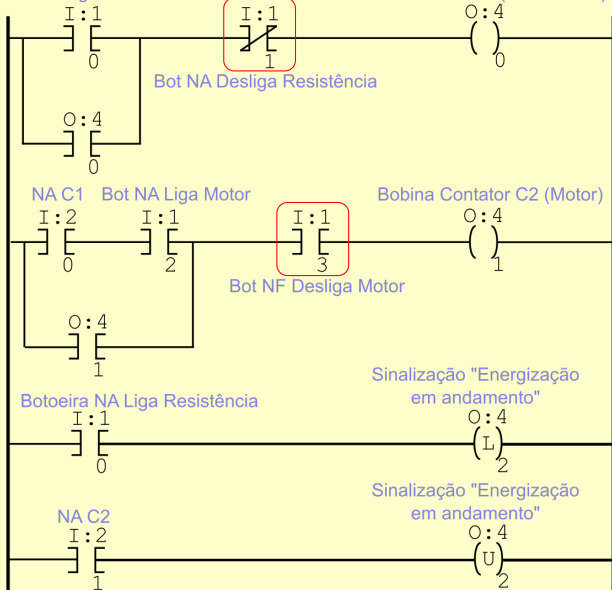 I:1 I:1 O:4
0 1 0
Bot NA Desliga Resistência
O:4
0
NA C1 Bot NA Liga Motor Bobina Contator C2 (Motor)
I:2 I:1 I:1 O:4
0 2 3 1
Bot NF Desliga Motor
O:4
1
Sinalização "Energização
em andamento"
Botoeira NA Liga Resistência
I:1 O:4
L
0 2
Sinalização "Energização
em andamento"
NA C2
I:2 O:4
U
1 2